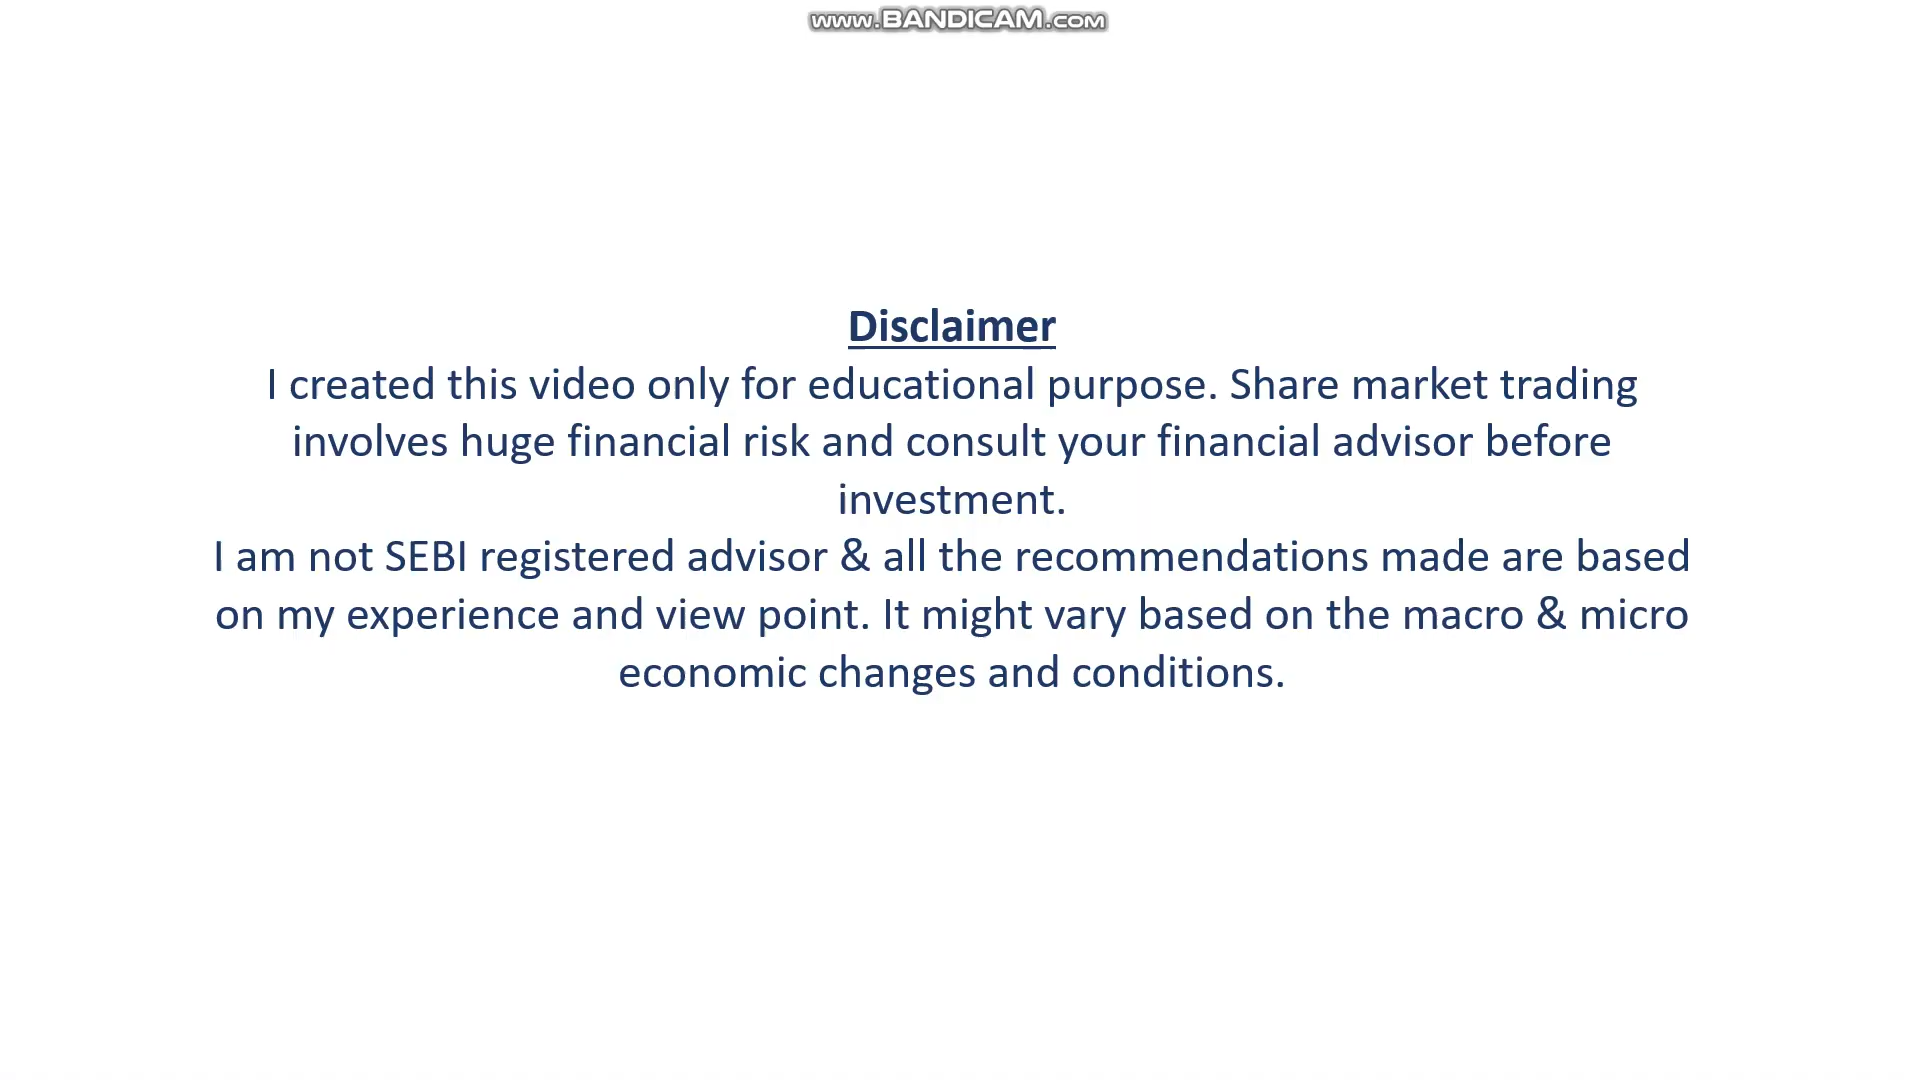 www.BANDICAM.com
Disclaimer
I created this video only for educational purpose. Share market trading
involves huge financial risk and consult your financial advisor before
investment.
I am not SEBI registered advisor & all the recommendations made are based
on my experience and view point. It might vary based on the macro & micro
economic changes and conditions.